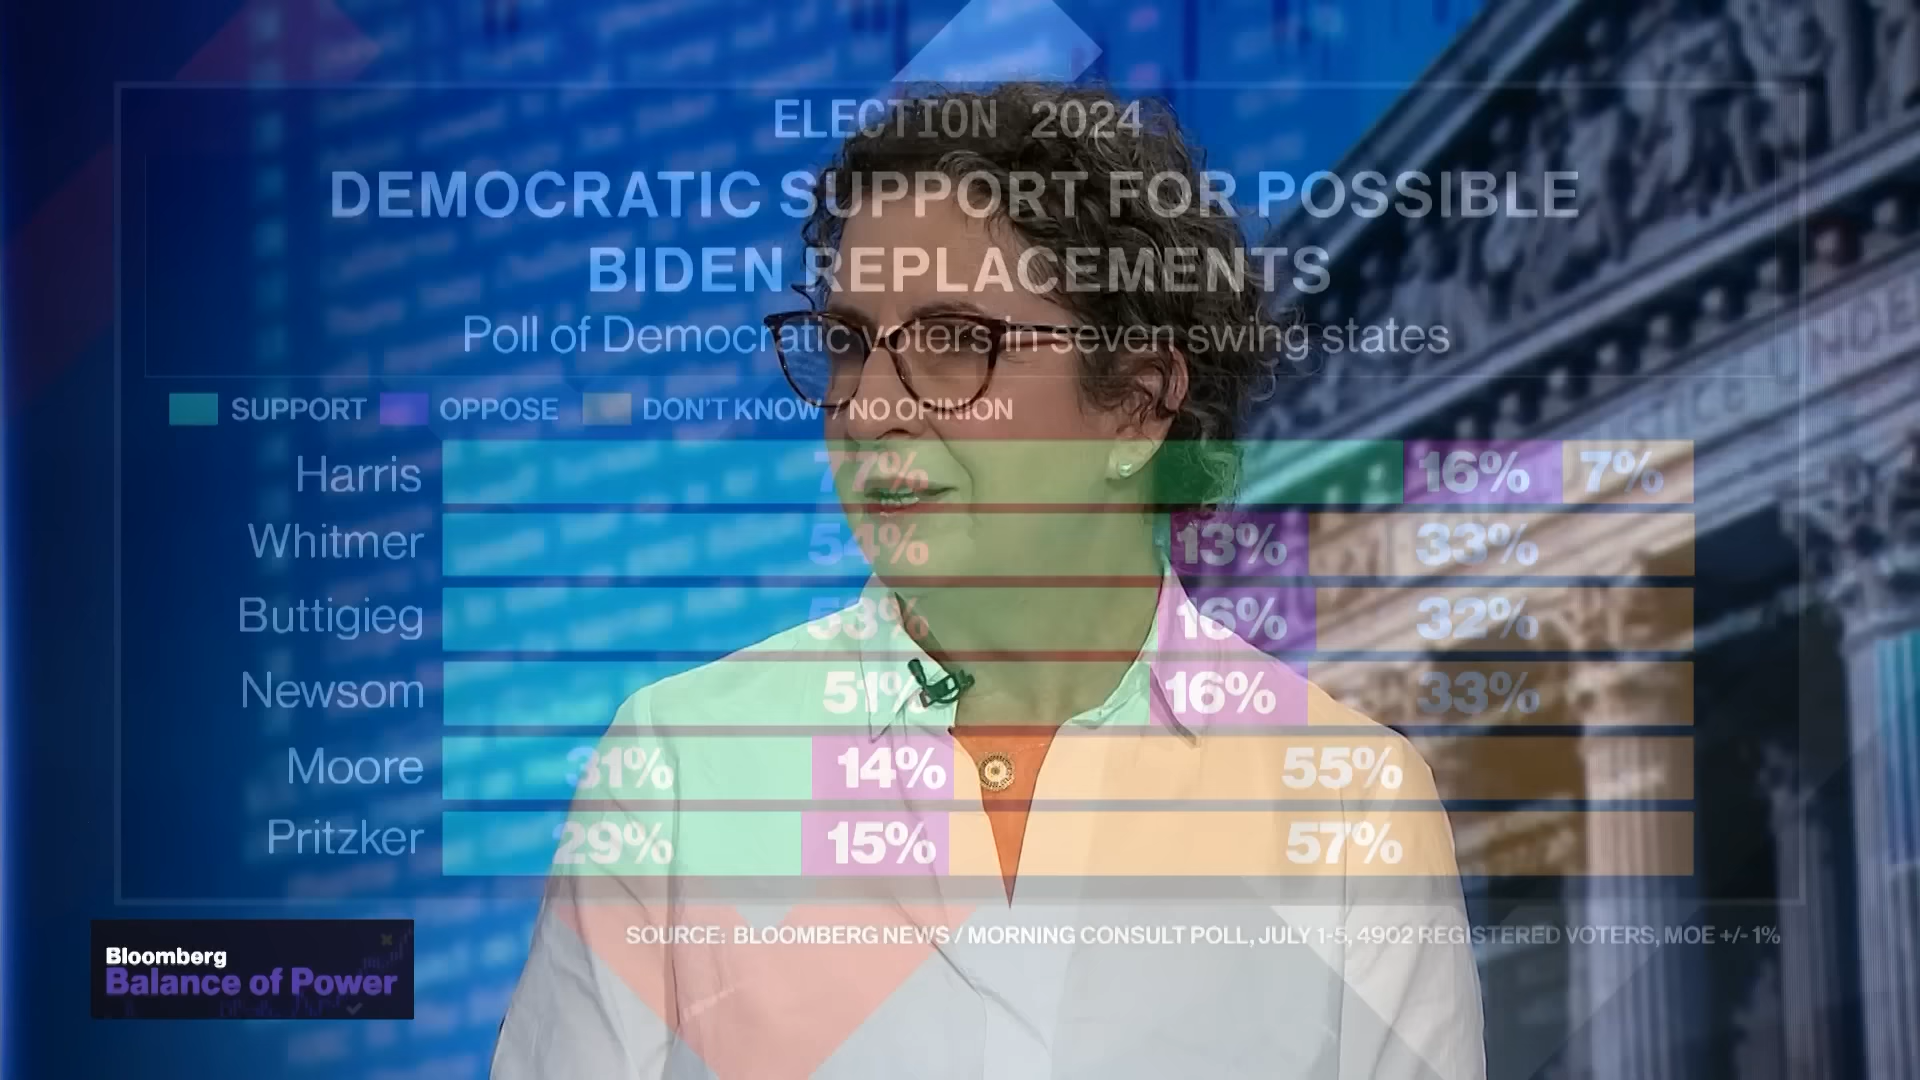 ELECTION 2024
DEMOCRATIC SUPPORT FOR POSSIBLE
BIDEN REPLACEMENTS
Poll of Democratic voters in seven swing states
SUPPORT OPPOSE DON'T KNOW / NO OPINION
Harris 77% 16% 7%
Whitmer 54% 13% 33%
Buttigieg 53% 16% 32%
Newsom 51% 16% 33%
Moore 31% 14% 55%
Pritzker 29% 15% 57%
SOURCE: BLOOMBERG NEWS / MORNING CONSULT POLL, JULY 1-5, 4902 REGISTERED VOTERS, MOE +/- 1%
Bloomberg
Balance of Power